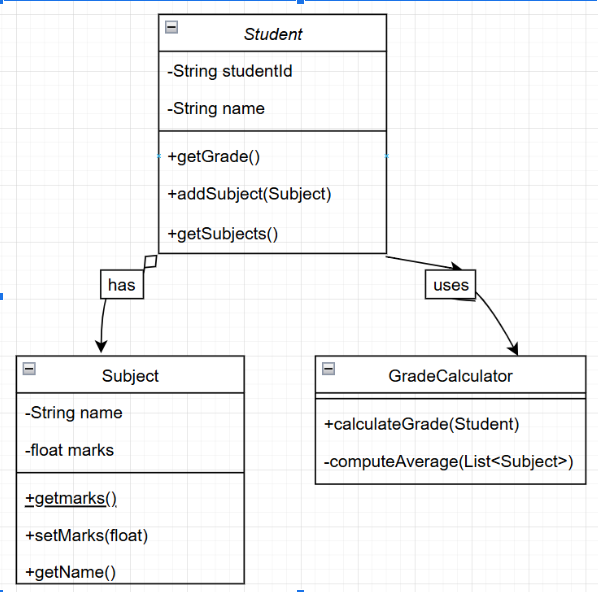 Student
-String studentId
-String name
+getGrade()
+addSubject(Subject)
+getSubjects()
has
uses
Subject
-String name
-float marks
+getmarks()
+setMarks(float)
+getName()
GradeCalculator
+calculateGrade(Student)
-computeAverage(List<Subject>)